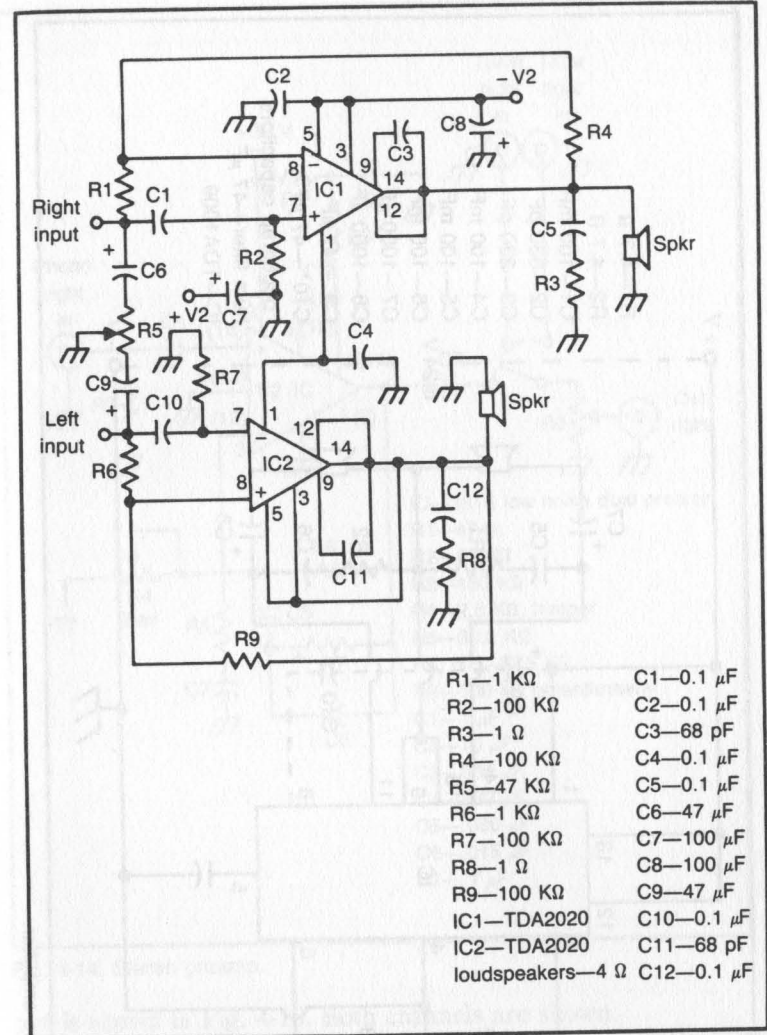 C2
− V2
5
3
C8
+
R4
9
C3
8
−
IC1
14
R1
C1
7
+
12
Right
input
1
C5
Spkr
+
C6
R2
R3
+ V2
C7
R5
C4
R7
C9
+
C10
Spkr
Left
input
7
1
−
12
14
IC2
R6
8
+
3
9
C12
5
C11
R8
R9
R1—1 KΩ
R2—100 KΩ
R3—1 Ω
R4—100 KΩ
R5—47 KΩ
R6—1 KΩ
R7—100 KΩ
R8—1 Ω
R9—100 KΩ
IC1—TDA2020
IC2—TDA2020
loudspeakers—4 Ω
C1—0.1 μF
C2—0.1 μF
C3—68 pF
C4—0.1 μF
C5—0.1 μF
C6—47 μF
C7—100 μF
C8—100 μF
C9—47 μF
C10—0.1 μF
C11—68 pF
C12—0.1 μF